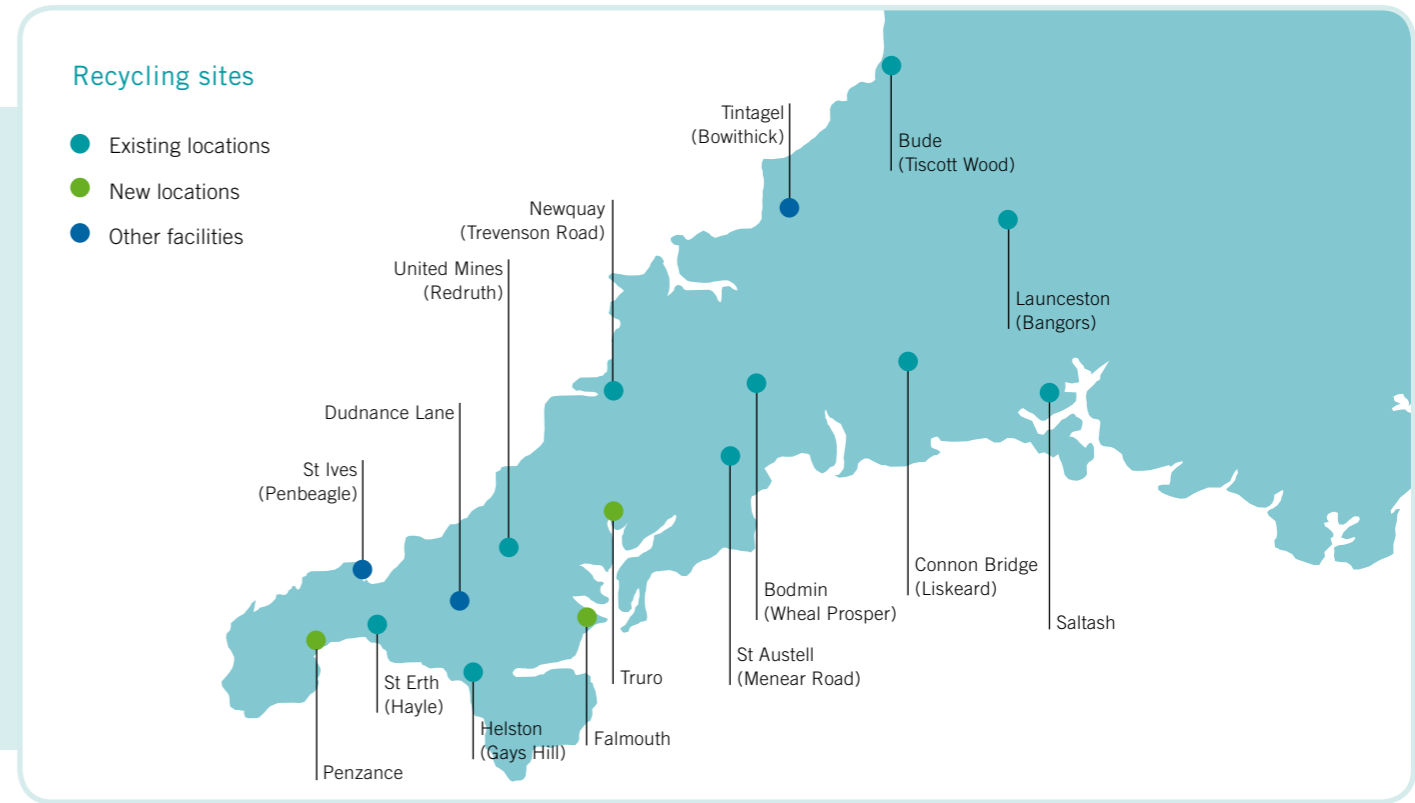 Recycling sites
Existing locations
New locations
Other facilities
Tintagel
(Bowithick)
Bude
(Tiscott Wood)
Newquay
(Trevenson Road)
United Mines
(Redruth)
Launceston
(Bangors)
Dudnance Lane
St Ives
(Penbeagle)
Connon Bridge
(Liskeard)
Bodmin
(Wheal Prosper)
Saltash
St Austell
(Menear Road)
Truro
St Erth
(Hayle)
Helston
(Gays Hill)
Falmouth
Penzance